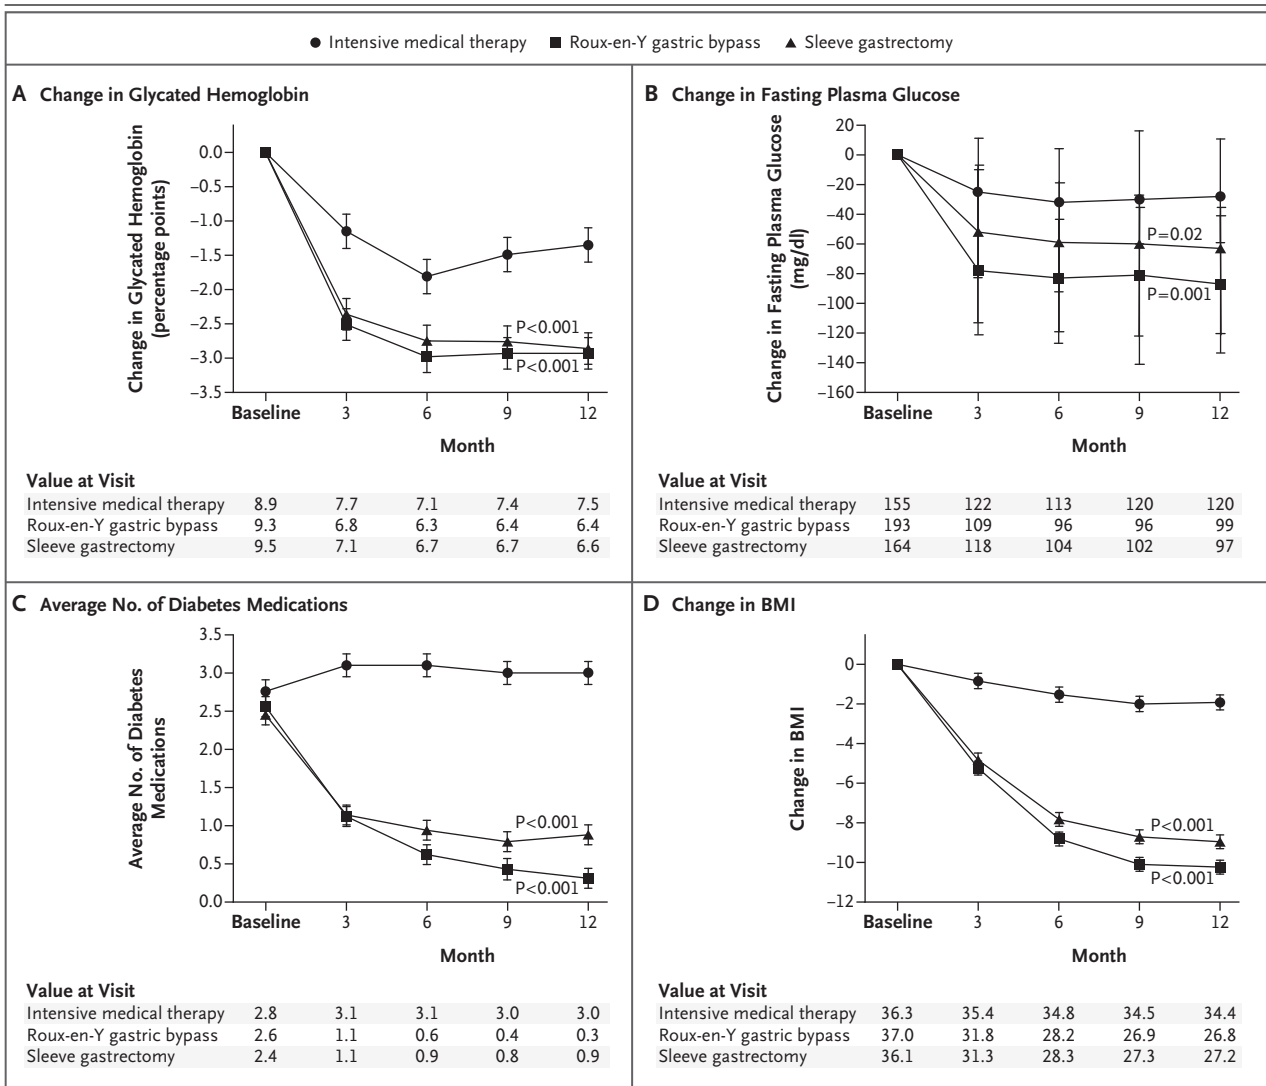 Intensive medical therapy Roux-en-Y gastric bypass Sleeve gastrectomy
A Change in Glycated Hemoglobin
Change in Glycated Hemoglobin
(percentage points)
0.0
−0.5
−1.0
−1.5
−2.0
−2.5
−3.0
−3.5
P<0.001
P<0.001
Baseline 3 6 9 12
Month
Value at Visit
Intensive medical therapy 8.9 7.7 7.1 7.4 7.5
Roux-en-Y gastric bypass 9.3 6.8 6.3 6.4 6.4
Sleeve gastrectomy 9.5 7.1 6.7 6.7 6.6
B Change in Fasting Plasma Glucose
Change in Fasting Plasma Glucose
(mg/dl)
20
0
−20
−40
−60
−80
−100
−120
−140
−160
P=0.02
P=0.001
Baseline 3 6 9 12
Month
Value at Visit
Intensive medical therapy 155 122 113 120 120
Roux-en-Y gastric bypass 193 109 96 96 99
Sleeve gastrectomy 164 118 104 102 97
C Average No. of Diabetes Medications
Average No. of Diabetes
Medications
3.5
3.0
2.5
2.0
1.5
1.0
0.5
0.0
P<0.001
P<0.001
Baseline 3 6 9 12
Month
Value at Visit
Intensive medical therapy 2.8 3.1 3.1 3.0 3.0
Roux-en-Y gastric bypass 2.6 1.1 0.6 0.4 0.3
Sleeve gastrectomy 2.4 1.1 0.9 0.8 0.9
D Change in BMI
Change in BMI
0
−2
−4
−6
−8
−10
−12
P<0.001
P<0.001
Baseline 3 6 9 12
Month
Value at Visit
Intensive medical therapy 36.3 35.4 34.8 34.5 34.4
Roux-en-Y gastric bypass 37.0 31.8 28.2 26.9 26.8
Sleeve gastrectomy 36.1 31.3 28.3 27.3 27.2